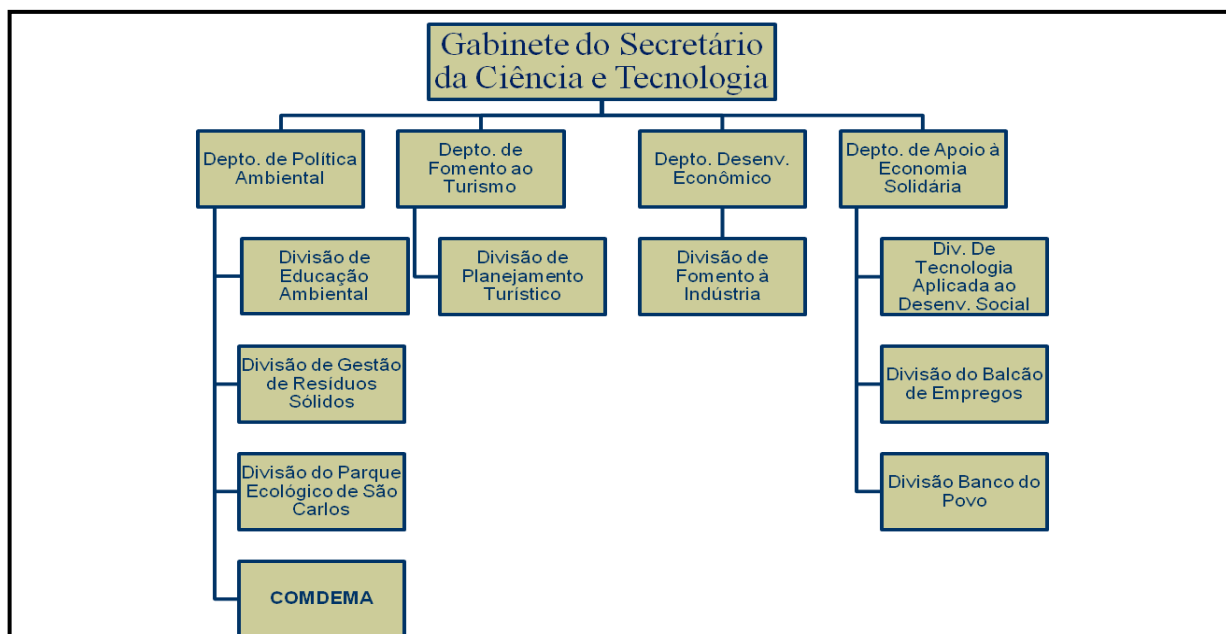 Gabinete do Secretário
da Ciência e Tecnologia
Depto. de Política
Ambiental
Depto. de
Fomento ao
Turismo
Depto. Desenv.
Econômico
Depto. de Apoio à
Economia
Solidária
Divisão de
Educação
Ambiental
Divisão de
Planejamento
Turístico
Divisão de
Fomento à
Indústria
Div. De
Tecnologia
Aplicada ao
Desenv. Social
Divisão de Gestão
de Resíduos
Sólidos
Divisão do Balcão
de Empregos
Divisão do Parque
Ecológico de São
Carlos
Divisão Banco do
Povo
COMDEMA